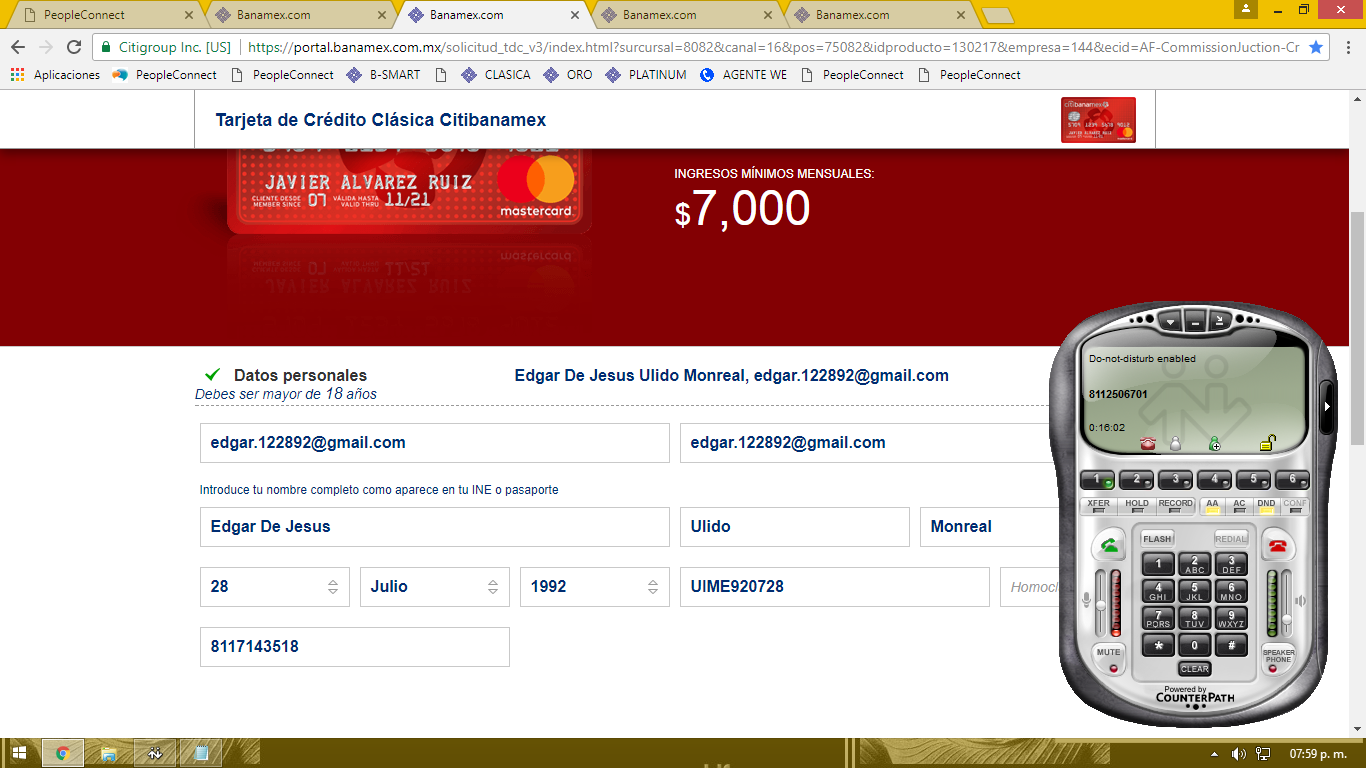 PeopleConnect
Banamex.com
Banamex.com
Banamex.com
Banamex.com
Citigroup Inc. [US]
https://portal.banamex.com.mx/solicitud_tdc_v3/index.html?surcursal=8082&canal=16&pos=75082&idproducto=130217&empresa=144&ecid=AF-CommissionJuction-Cr
Aplicaciones
PeopleConnect
PeopleConnect
B-SMART
CLASICA
ORO
PLATINUM
AGENTE WE
PeopleConnect
PeopleConnect
Tarjeta de Crédito Clásica Citibanamex
citibanamex
JAVIER ALVAREZ RUIZ
JAVIER ALVAREZ RUIZ
CLIENTE DESDE
MEMBER SINCE
07
VÁLIDA HASTA
VALID THRU
11/21
mastercard
INGRESOS MÍNIMOS MENSUALES:
$7,000
Datos personales
Edgar De Jesus Ulido Monreal, edgar.122892@gmail.com
Debes ser mayor de 18 años
edgar.122892@gmail.com
edgar.122892@gmail.com
Introduce tu nombre completo como aparece en tu INE o pasaporte
Edgar De Jesus
Ulido
Monreal
28
Julio
1992
UIME920728
Homocl
8117143518
Do-not-disturb enabled
8112506701
0:16:02
1 2 3 4 5 6
XFER HOLD RECORD AA AC DND CONF
FLASH
REDIAL
1
2 ABC
3 DEF
4 GHI
5 JKL
6 MNO
7 PQRS
8 TUV
9 WXYZ
* 0 #
MUTE
SPEAKER PHONE
CLEAR
Powered by
COUNTERPATH
07:59 p. m.